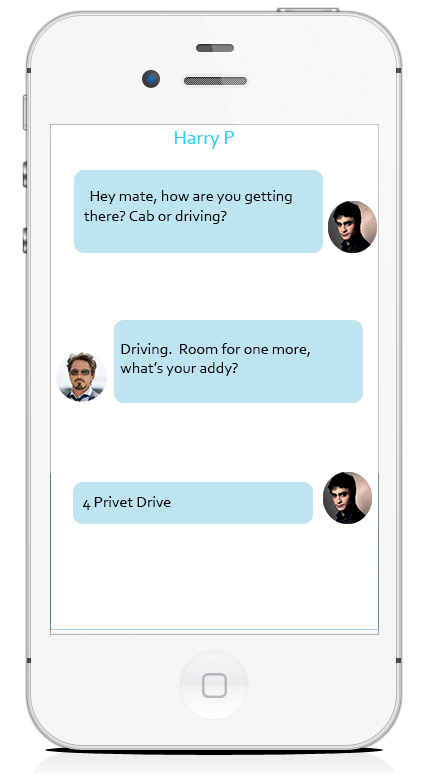 Harry P
Hey mate, how are you getting
there? Cab or driving?
Driving.  Room for one more,
what's your addy?
4 Privet Drive